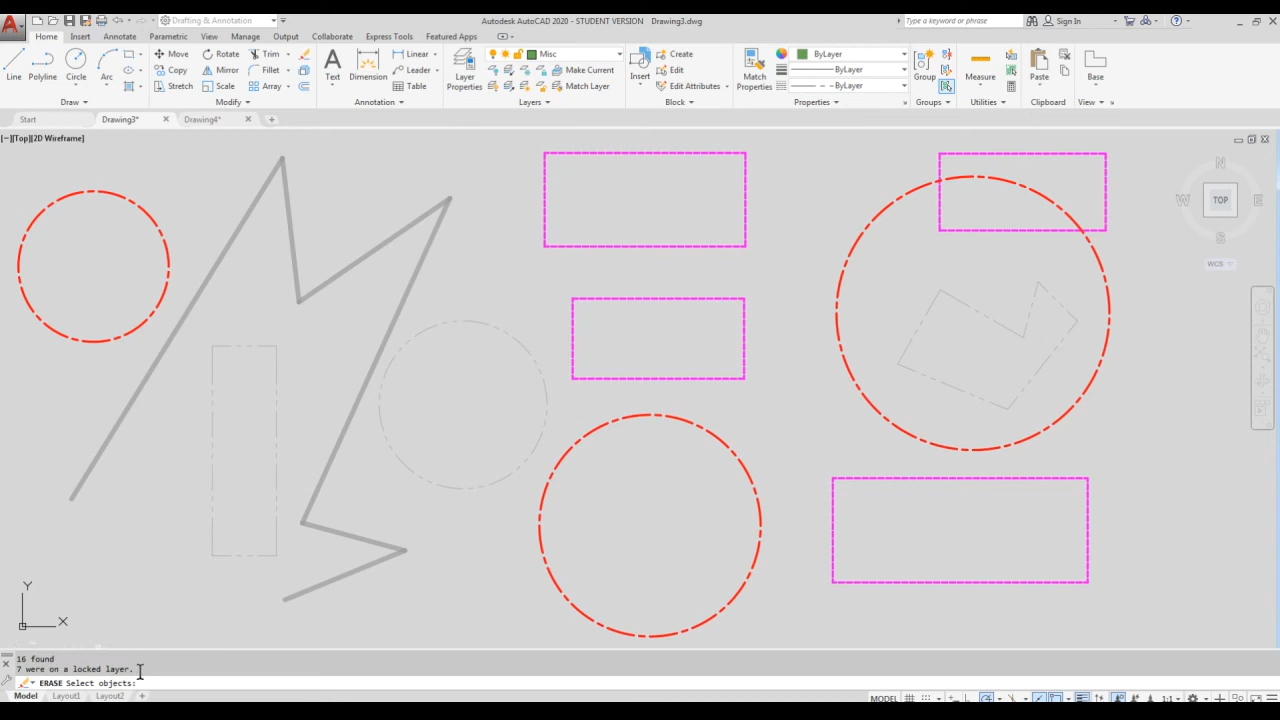 Drafting & Annotation
Autodesk AutoCAD 2020 - STUDENT VERSION Drawing3.dwg
Type a keyword or phrase
Sign In
A
Home Insert Annotate Parametric View Manage Output Collaborate Express Tools Featured Apps
Line Polyline Circle Arc
Move Rotate Trim
Copy Mirror Fillet
Stretch Scale Array
Text Dimension
Linear
Leader
Table
Layer Properties
Misc
Make Current
Match Layer
Insert
Create
Edit
Edit Attributes
Match Properties
ByLayer
ByLayer
ByLayer
Group
Measure
Paste
Base
Draw Modify Annotation Layers Block Properties Groups Utilities Clipboard View
Start Drawing3* Drawing4*
[−][Top][2D Wireframe]
N
W TOP E
S
WCS
Y
X
16 found
7 were on a locked layer.
ERASE Select objects:
Model Layout1 Layout2
MODEL 1:1